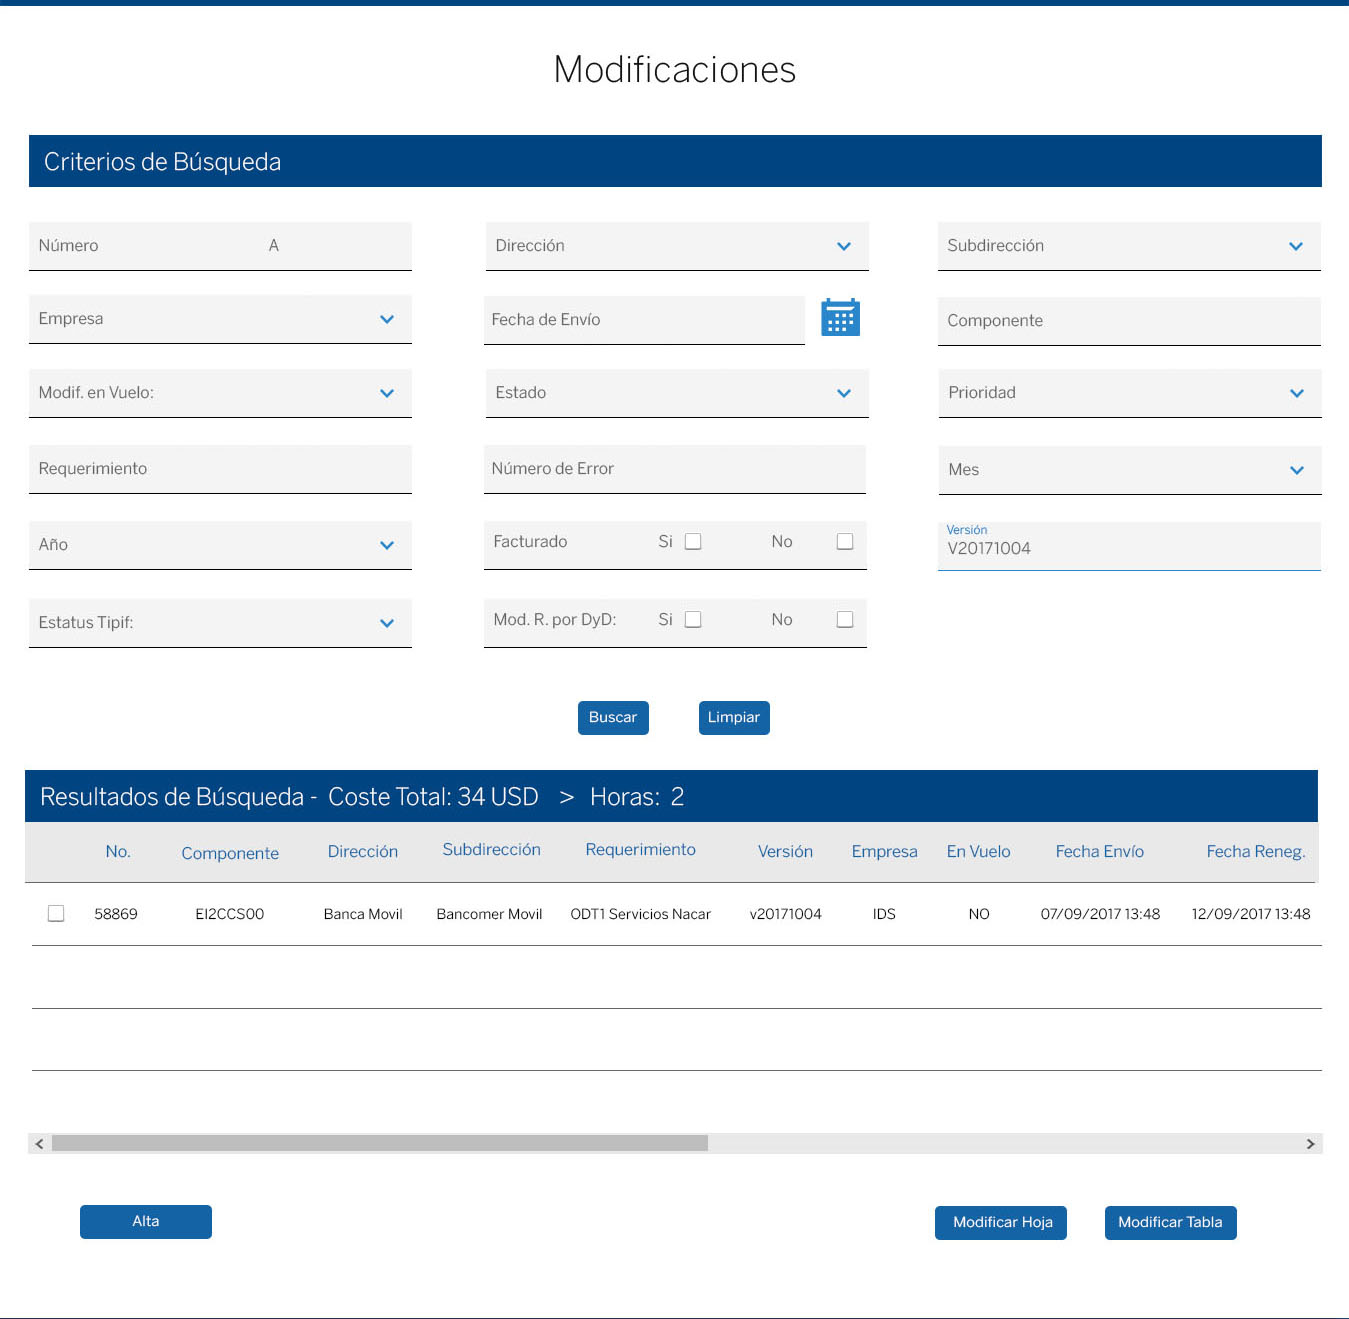 Modificaciones
Criterios de Búsqueda
Número A
Dirección
Subdirección
Empresa
Fecha de Envío
Componente
Modif. en Vuelo:
Estado
Prioridad
Requerimiento
Número de Error
Mes
Año
Facturado Si No
Versión
V20171004
Estatus Tipif:
Mod. R. por DyD: Si No
Buscar Limpiar
Resultados de Búsqueda - Coste Total: 34 USD > Horas: 2
No. Componente Dirección Subdirección Requerimiento Versión Empresa En Vuelo Fecha Envío Fecha Reneg.
58869 EI2CCS00 Banca Movil Bancomer Movil ODT1 Servicios Nacar v20171004 IDS NO 07/09/2017 13:48 12/09/2017 13:48
Alta Modificar Hoja Modificar Tabla